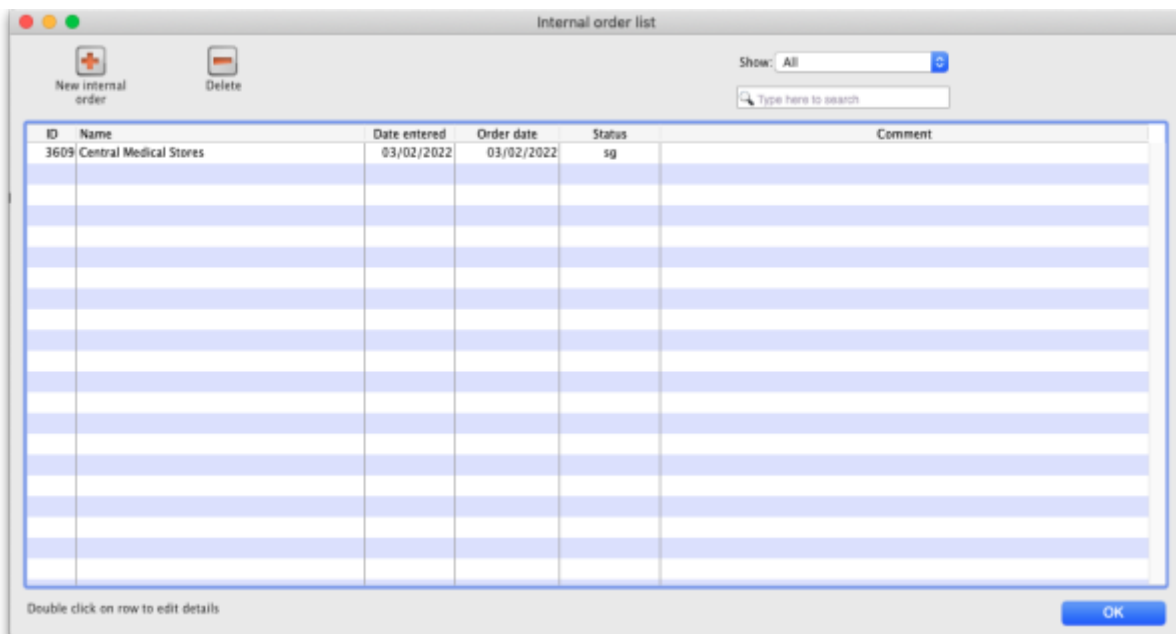 Internal order list
New internal
order
Delete
Show: All
Type here to search
ID Name Date entered Order date Status Comment
3609 Central Medical Stores 03/02/2022 03/02/2022 sg
Double click on row to edit details
OK